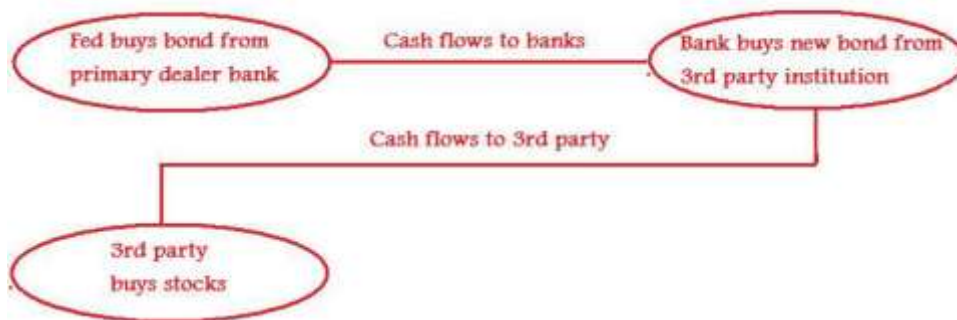 Fed buys bond from
primary dealer bank
Cash flows to banks
Bank buys new bond from
3rd party institution
Cash flows to 3rd party
3rd party
buys stocks